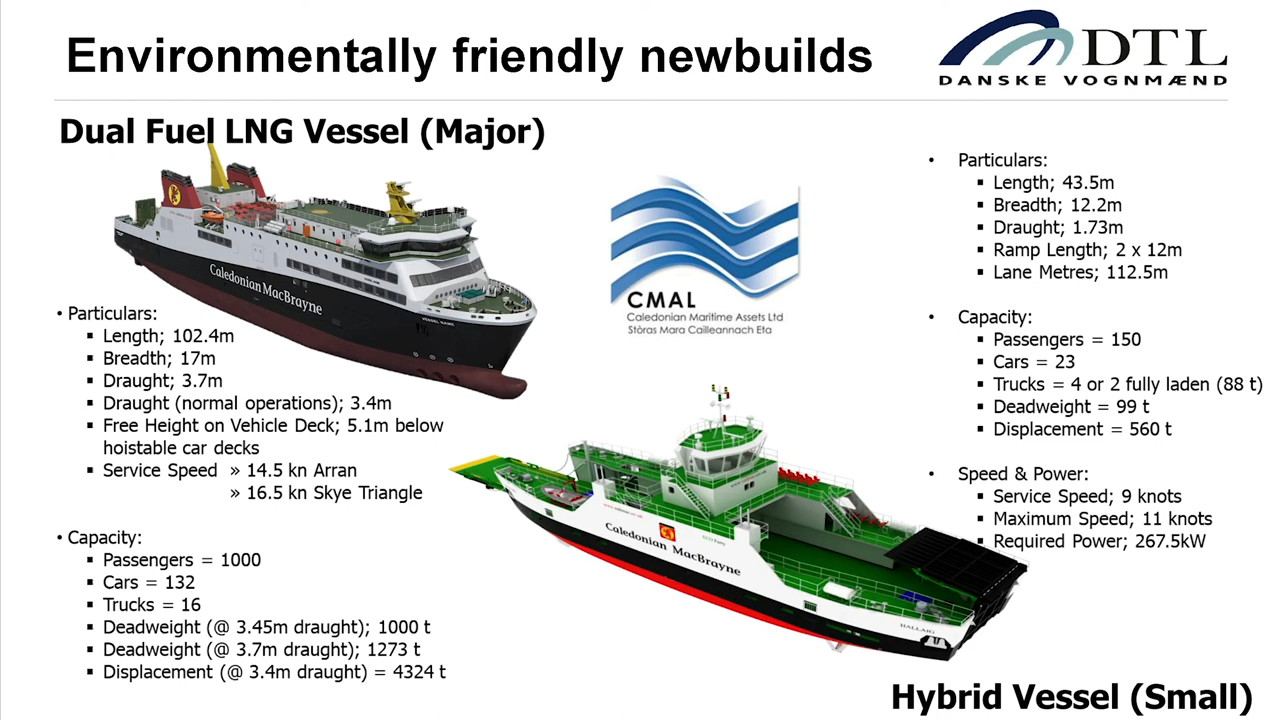 Environmentally friendly newbuilds
DTL
DANSKE VOGNMÆND
Dual Fuel LNG Vessel (Major)
Caledonian MacBrayne
VESSEL NAME
• Particulars:
▪ Length; 102.4m
▪ Breadth; 17m
▪ Draught; 3.7m
▪ Draught (normal operations); 3.4m
▪ Free Height on Vehicle Deck; 5.1m below
hoistable car decks
▪ Service Speed » 14.5 kn Arran
» 16.5 kn Skye Triangle
• Capacity:
▪ Passengers = 1000
▪ Cars = 132
▪ Trucks = 16
▪ Deadweight (@ 3.45m draught); 1000 t
▪ Deadweight (@ 3.7m draught); 1273 t
▪ Displacement (@ 3.4m draught) = 4324 t
CMAL
Caledonian Maritime Assets Ltd
Stòras Mara Cailleannach Eta
Caledonian MacBrayne
HALLAIG
• Particulars:
▪ Length; 43.5m
▪ Breadth; 12.2m
▪ Draught; 1.73m
▪ Ramp Length; 2 x 12m
▪ Lane Metres; 112.5m
• Capacity:
▪ Passengers = 150
▪ Cars = 23
▪ Trucks = 4 or 2 fully laden (88 t)
▪ Deadweight = 99 t
▪ Displacement = 560 t
• Speed & Power:
▪ Service Speed; 9 knots
▪ Maximum Speed; 11 knots
▪ Required Power; 267.5kW
Hybrid Vessel (Small)